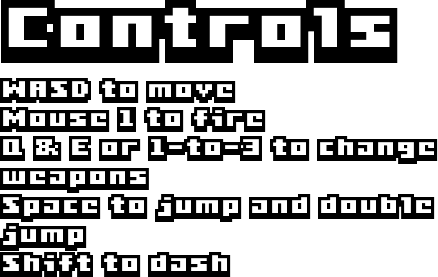 Controls
WASD to move
Mouse 1 to fire
Q & E or 1-to-3 to change
weapons
Space to jump and double
jump
Shift to dash